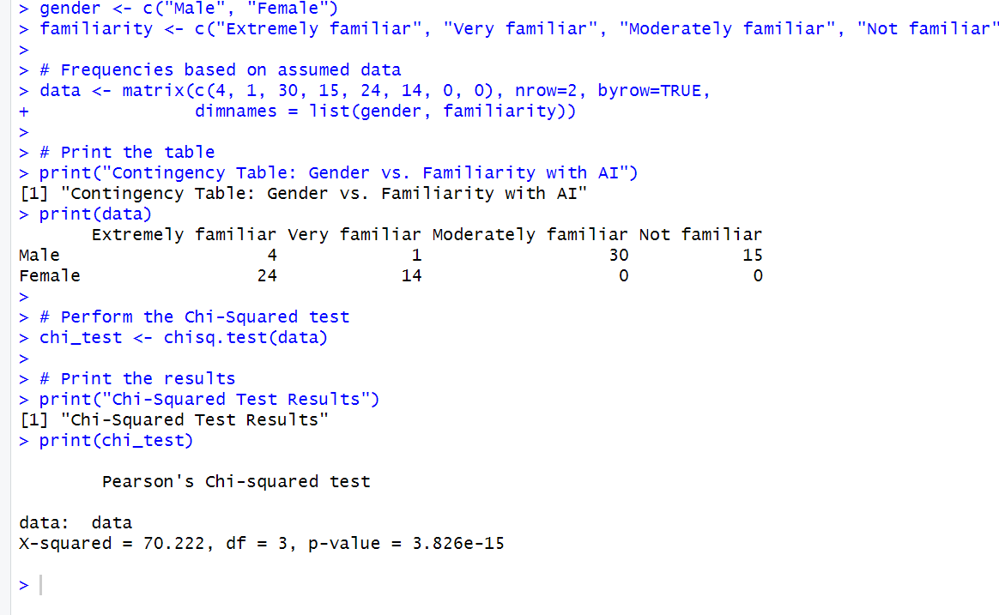 > gender <- c("Male", "Female")
> familiarity <- c("Extremely familiar", "Very familiar", "Moderately familiar", "Not familiar"
>
> # Frequencies based on assumed data
> data <- matrix(c(4, 1, 30, 15, 24, 14, 0, 0), nrow=2, byrow=TRUE,
+                dimnames = list(gender, familiarity))
>
> # Print the table
> print("Contingency Table: Gender vs. Familiarity with AI")
[1] "Contingency Table: Gender vs. Familiarity with AI"
> print(data)
       Extremely familiar Very familiar Moderately familiar Not familiar
Male                    4             1                  30           15
Female                 24            14                   0            0
>
> # Perform the Chi-Squared test
> chi_test <- chisq.test(data)
>
> # Print the results
> print("Chi-Squared Test Results")
[1] "Chi-Squared Test Results"
> print(chi_test)

        Pearson's Chi-squared test

data:  data
X-squared = 70.222, df = 3, p-value = 3.826e-15

>